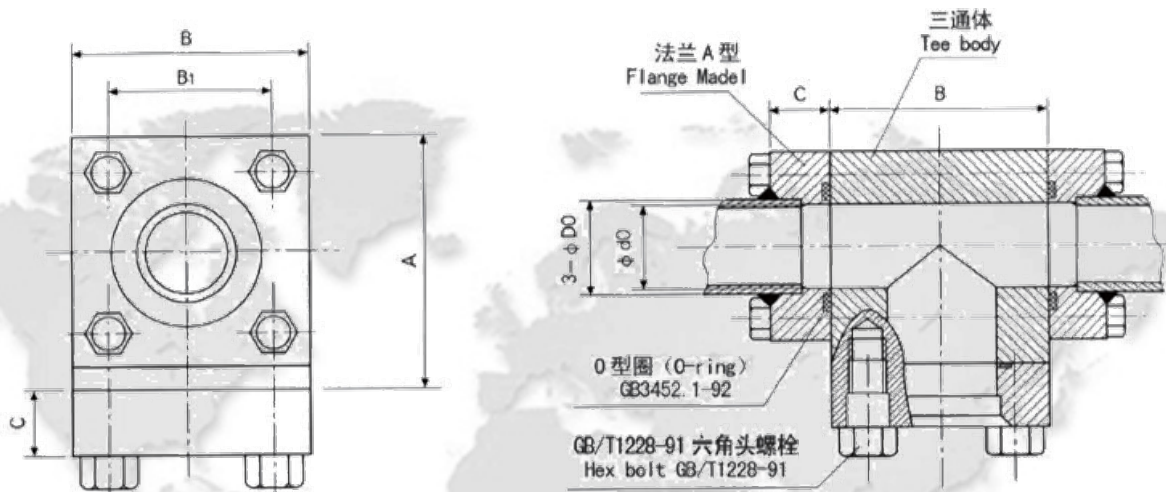 B
B1
A
C
三通体
Tee body
法兰A型
Flange Madel
C
B
3-φD0
φd0
O型圈（O-ring）
GB3452.1-92
GB/T1228-91 六角头螺栓
Hex bolt GB/T1228-91